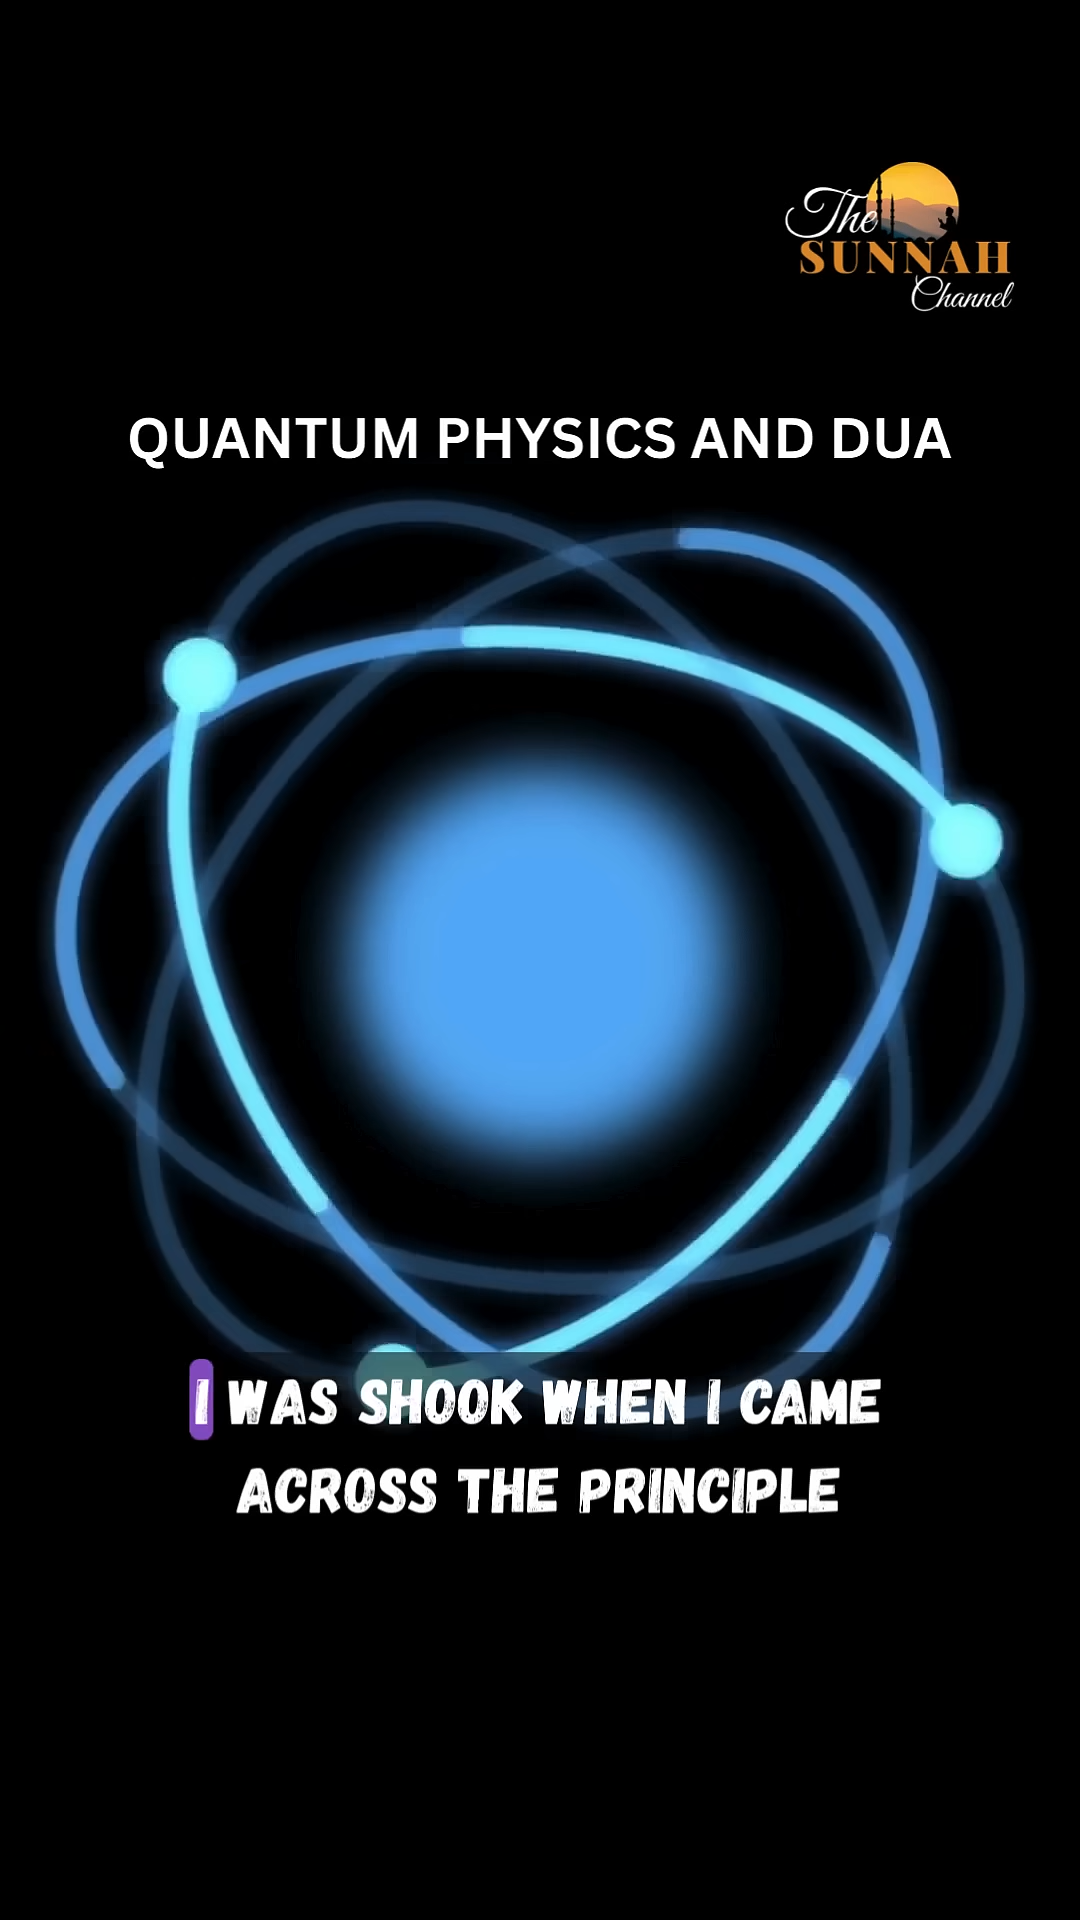 The
SUNNAH
Channel
QUANTUM PHYSICS AND DUA
I WAS SHOOK WHEN I CAME
ACROSS THE PRINCIPLE